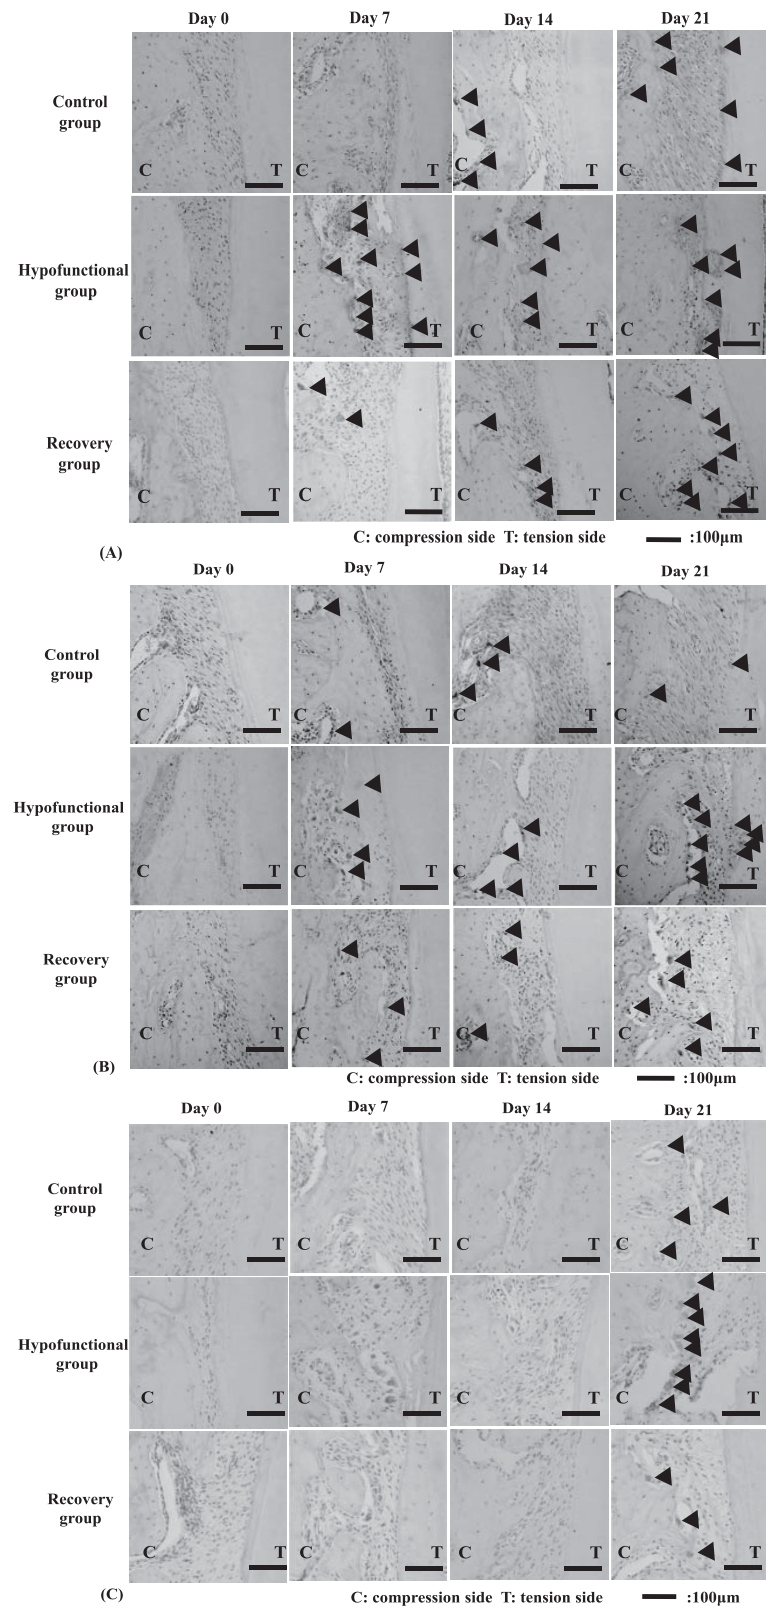 Day 0 Day 7 Day 14 Day 21
Control
group
C T C T C T C T
Hypofunctional
group
C T C T C T C T
Recovery
group
C T C T C T C T
C: compression side T: tension side :100μm
(A)
Day 0 Day 7 Day 14 Day 21
Control
group
C T C T C T C T
Hypofunctional
group
C T C T C T C T
Recovery
group
C T C T C T C T
(B)
C: compression side T: tension side :100μm
Day 0 Day 7 Day 14 Day 21
Control
group
C T C T C T C T
Hypofunctional
group
C T C T C T C T
Recovery
group
C T C T C T C T
(C)
C: compression side T: tension side :100μm